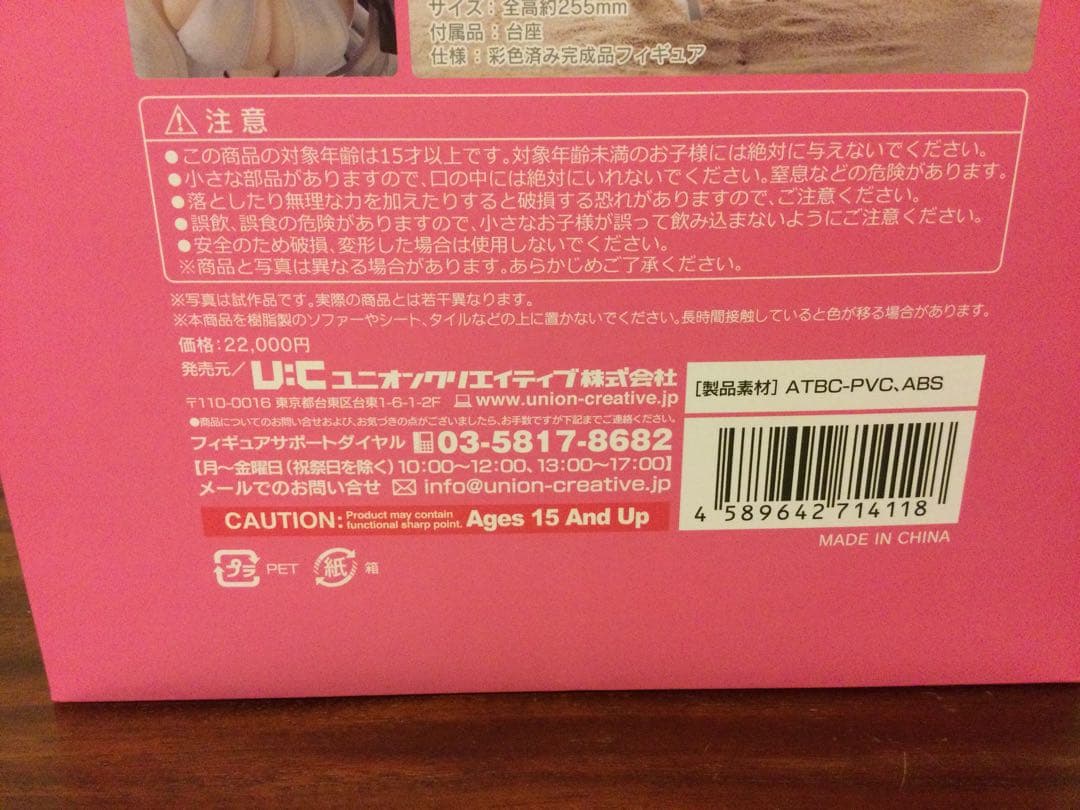 サイズ：全高約255mm
付属品：台座
仕様：彩色済み完成品フィギュア
注意
●この商品の対象年齢は15才以上です。対象年齢未満のお子様には絶対に与えないでください。
●小さな部品がありますので、口の中には絶対にいれないでください。窒息などの危険があります。
●落としたり無理な力を加えたりすると破損する恐れがありますので、ご注意ください。
●誤飲、誤食の危険がありますので、小さなお子様が誤って飲み込まないようにご注意ください。
●安全のため破損、変形した場合は使用しないでください。
※商品と写真は異なる場合があります。あらかじめご了承ください。
※写真は試作品です。実際の商品とは若干異なります。
※本商品を樹脂製のソファーやシート、タイルなどの上に置かないでください。長時間接触していると色が移る場合があります。
価格：22,000円
発売元／U:C ユニオンクリエイティブ株式会社
〒110-0016 東京都台東区台東1-6-1-2F www.union-creative.jp
●商品についてのお問い合せおよび、お気づきの点がございましたら、お手数ですが下記までご連絡ください。
フィギュアサポートダイヤル 03-5817-8682
【月〜金曜日（祝祭日を除く）10:00〜12:00、13:00〜17:00】
メールでのお問い合せ info@union-creative.jp
CAUTION: Product may contain functional sharp point. Ages 15 And Up
プラ PET 紙 箱
［製品素材］ATBC-PVC、ABS
4 589642 714118
MADE IN CHINA